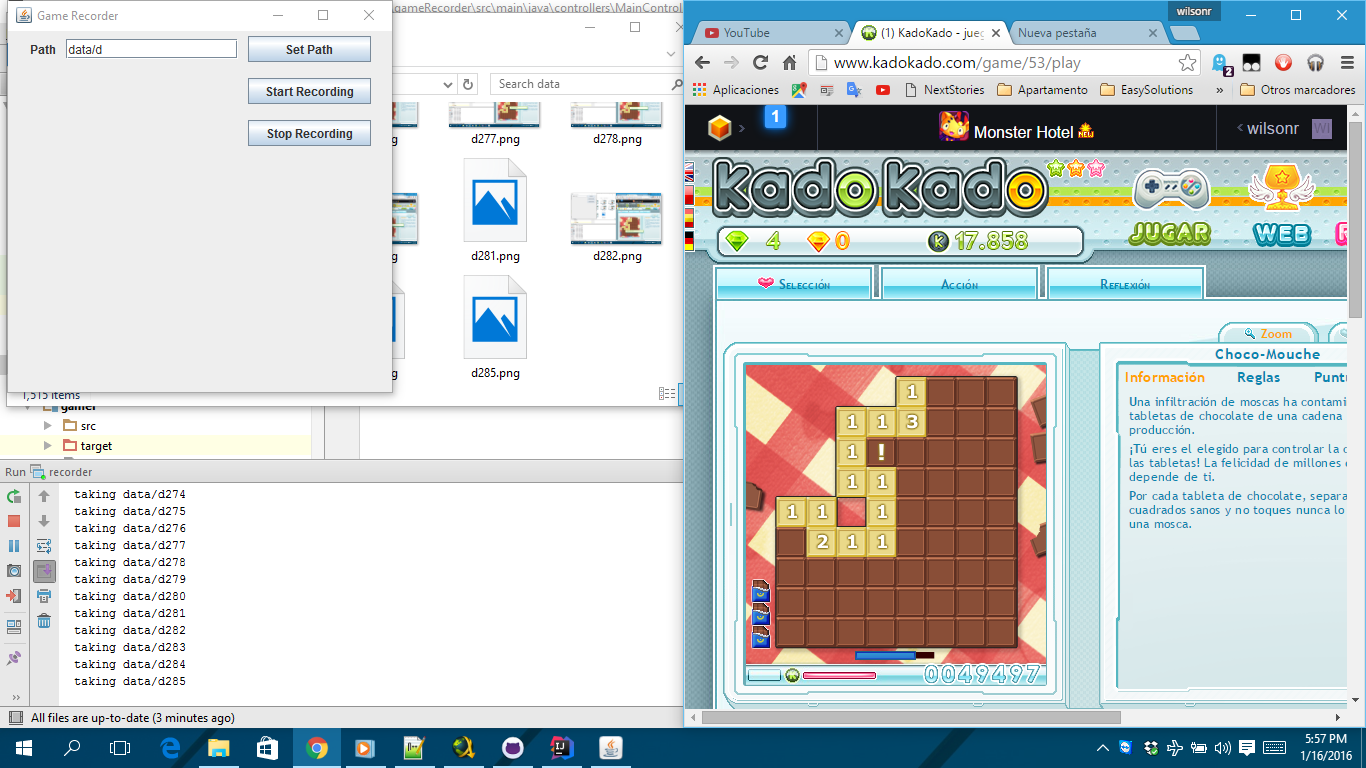 Game Recorder
Path data/d Set Path
Start Recording
Stop Recording
gameRecorder\src\main\java\controllers\MainControl
Search data
d277.png
d278.png
d281.png
d282.png
d285.png
1,515 items
src
target
Run recorder
taking data/d274
taking data/d275
taking data/d276
taking data/d277
taking data/d278
taking data/d279
taking data/d280
taking data/d281
taking data/d282
taking data/d283
taking data/d284
taking data/d285
All files are up-to-date (3 minutes ago)
wilsonr
YouTube
(1) KadoKado - jueg
Nueva pestaña
www.kadokado.com/game/53/play
2
Aplicaciones
NextStories
Apartamento
EasySolutions
»
Otros marcadores
1
Monster Hotel
wilsonr
WI
KadoKado
4 0 K 17.858
JUGAR
WEB
Selección
Acción
Reflexión
Zoom
1
1 1 3
1 !
1 1
1 1 1
2 1 1
0049497
Choco-Mouche
Información Reglas Puntu
Una infiltración de moscas ha contami
tabletas de chocolate de una cadena
producción.
¡Tú eres el elegido para controlar la c
las tabletas! La felicidad de millones
depende de ti.
Por cada tableta de chocolate, separa
cuadrados sanos y no toques nunca lo
una mosca.
5:57 PM
1/16/2016